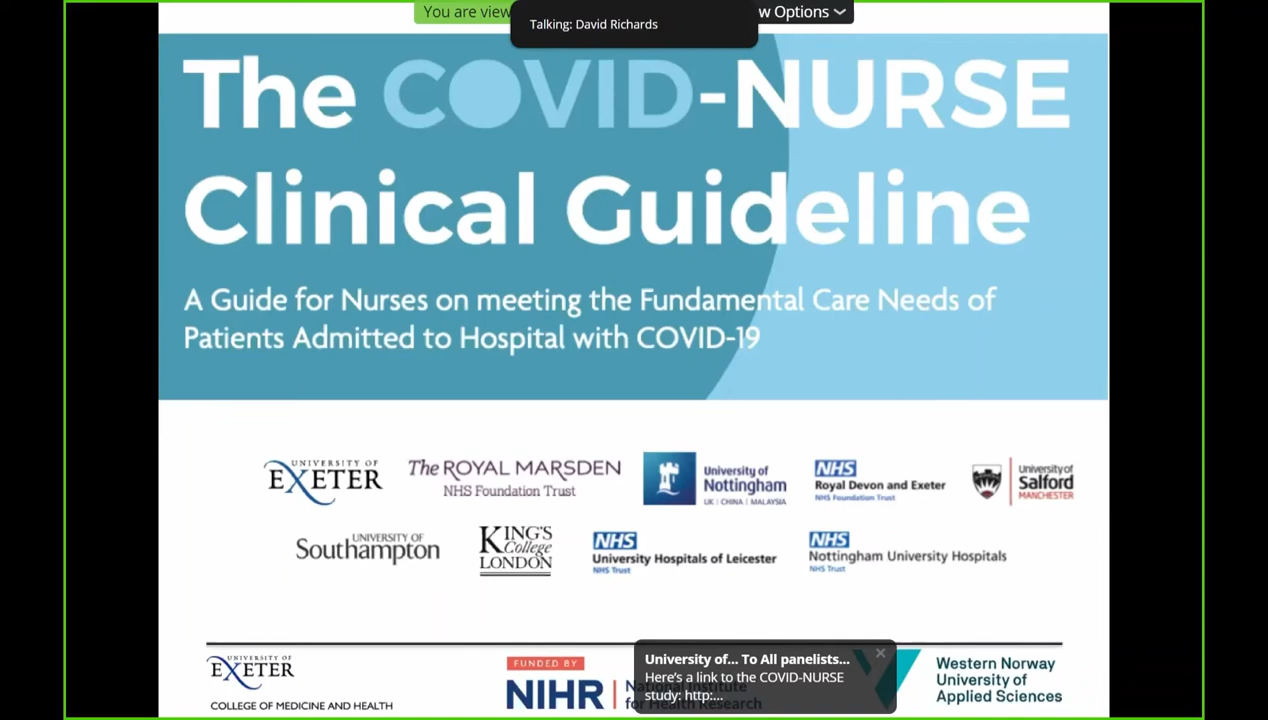 You are view
Talking: David Richards
w Options
The COVID-NURSE
Clinical Guideline
A Guide for Nurses on meeting the Fundamental Care Needs of
Patients Admitted to Hospital with COVID-19
UNIVERSITY OF
EXETER
The ROYAL MARSDEN
NHS Foundation Trust
University of
Nottingham
UK | CHINA | MALAYSIA
NHS
Royal Devon and Exeter
NHS Foundation Trust
University of
Salford
MANCHESTER
UNIVERSITY OF
Southampton
KING'S
College
LONDON
NHS
University Hospitals of Leicester
NHS Trust
NHS
Nottingham University Hospitals
NHS Trust
UNIVERSITY OF
EXETER
COLLEGE OF MEDICINE AND HEALTH
FUNDED BY
NIHR
National Institute
for Health Research
University of... To All panelists...
Here's a link to the COVID-NURSE
study: http:...
Western Norway
University of
Applied Sciences